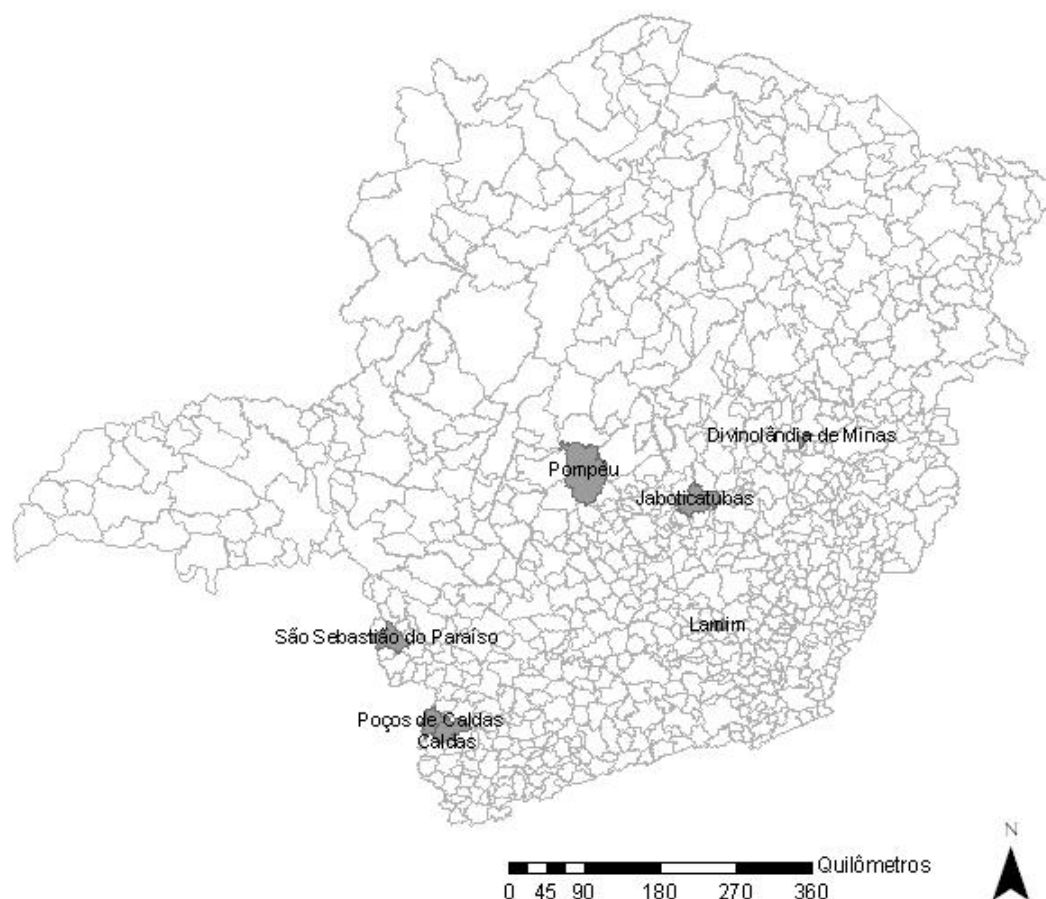 Divinolândia de Minas
Pompéu
Jaboticatubas
Lamim
São Sebastião do Paraíso
Poços de Caldas
Caldas
N
Quilômetros
0 45 90 180 270 360